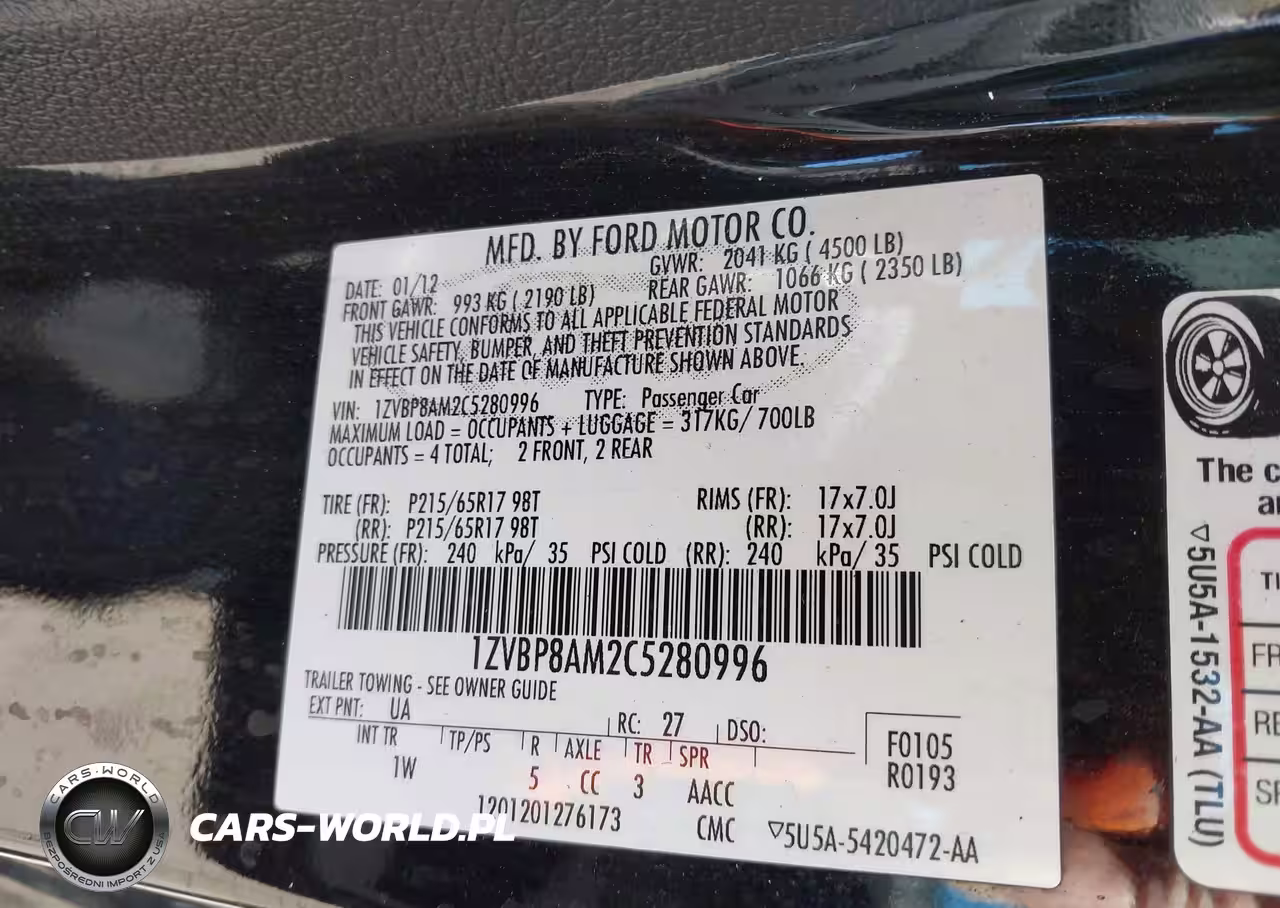 MFD. BY FORD MOTOR CO.
DATE: 01/12 GVWR: 2041 KG ( 4500 LB)
FRONT GAWR: 993 KG ( 2190 LB) REAR GAWR: 1066 KG ( 2350 LB)
THIS VEHICLE CONFORMS TO ALL APPLICABLE FEDERAL MOTOR
VEHICLE SAFETY, BUMPER, AND THEFT PREVENTION STANDARDS
IN EFFECT ON THE DATE OF MANUFACTURE SHOWN ABOVE.
VIN: 1ZVBP8AM2C5280996 TYPE: Passenger Car
MAXIMUM LOAD = OCCUPANTS + LUGGAGE = 317KG/ 700LB
OCCUPANTS = 4 TOTAL; 2 FRONT, 2 REAR
TIRE (FR): P215/65R17 98T RIMS (FR): 17x7.0J
(RR): P215/65R17 98T (RR): 17x7.0J
PRESSURE (FR): 240 kPa/ 35 PSI COLD (RR): 240 kPa/ 35 PSI COLD
1ZVBP8AM2C5280996
TRAILER TOWING - SEE OWNER GUIDE
EXT PNT: UA RC: 27 DSO:
INT TR TP/PS R AXLE TR SPR F0105
1W 5 CC 3 AACC R0193
1201201276173 CMC ▽5U5A-5420472-AA
The c
a
▽5U5A-1532-AA (TLU)
FR
RE
CARS-WORLD
CW
BEZPOŚREDNI IMPORT Z USA
CARS-WORLD.PL